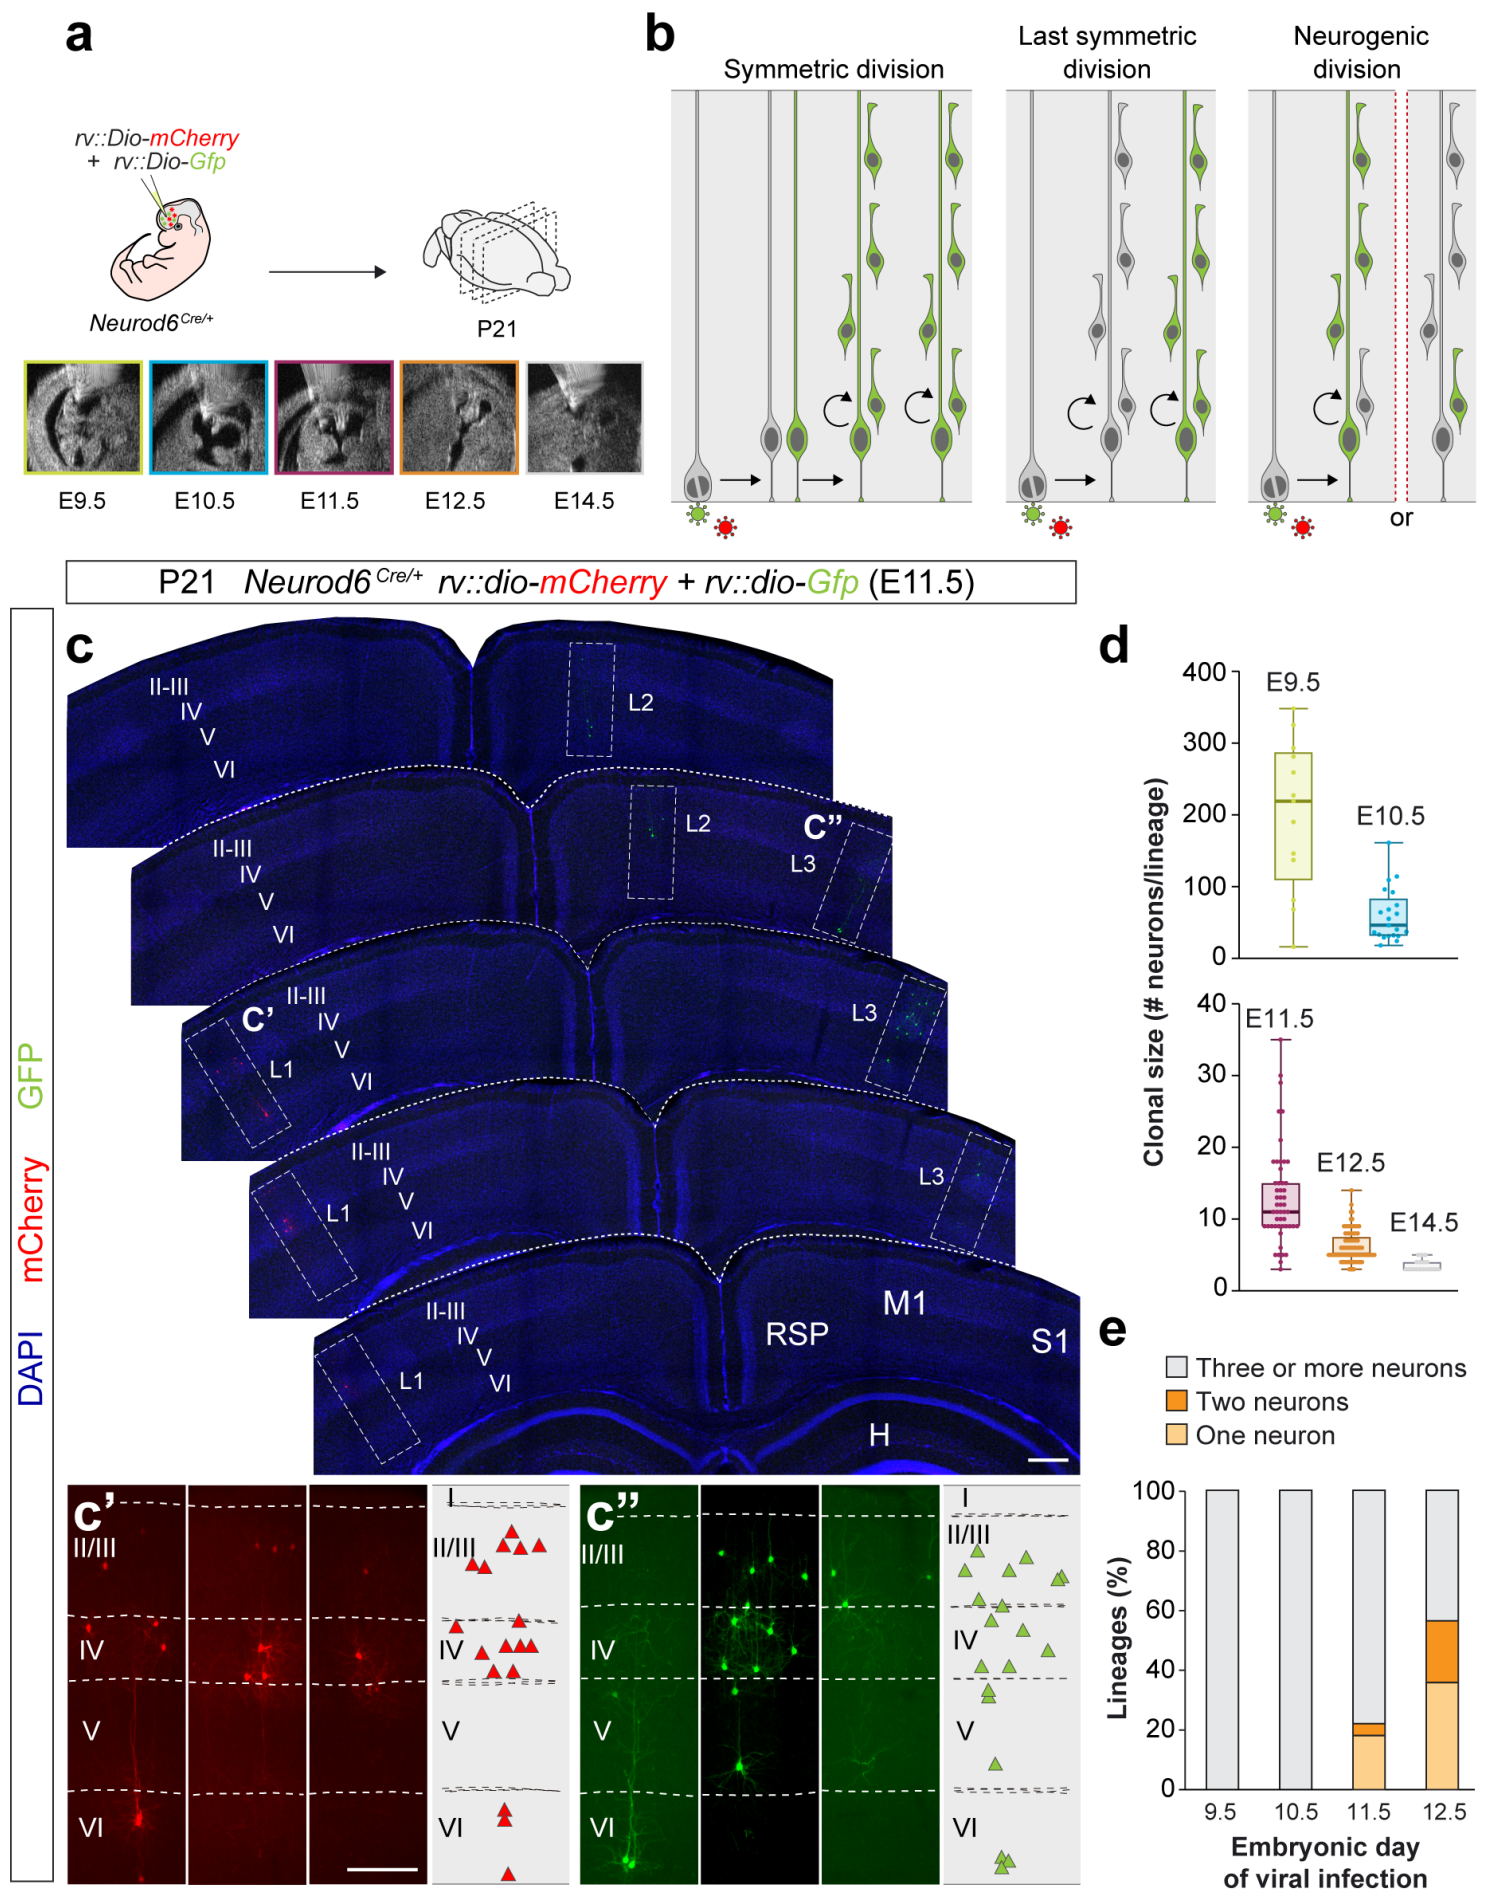 a
rv::Dio-mCherry
+ rv::Dio-Gfp
Neurod6Cre/+
P21
E9.5
E10.5
E11.5
E12.5
E14.5
b
Symmetric division
Last symmetric
division
Neurogenic
division
or
P21 Neurod6 Cre/+ rv::dio-mCherry + rv::dio-Gfp (E11.5)
DAPI mCherry GFP
c
II-III
IV
V
VI
L2
II-III
IV
V
VI
L2
C”
L3
II-III
IV
V
VI
C’
L1
L3
II-III
IV
V
VI
L1
L3
II-III
IV
V
VI
L1
RSP
M1
S1
H
c’
II/III
IV
V
VI
I
II/III
IV
V
VI
c”
II/III
IV
V
VI
I
II/III
IV
V
VI
d
Clonal size (# neurons/lineage)
400
300
200
100
0
E9.5
E10.5
40
30
20
10
0
E11.5
E12.5
E14.5
e
Three or more neurons
Two neurons
One neuron
Lineages (%)
100
80
60
40
20
0
9.5
10.5
11.5
12.5
Embryonic day
of viral infection